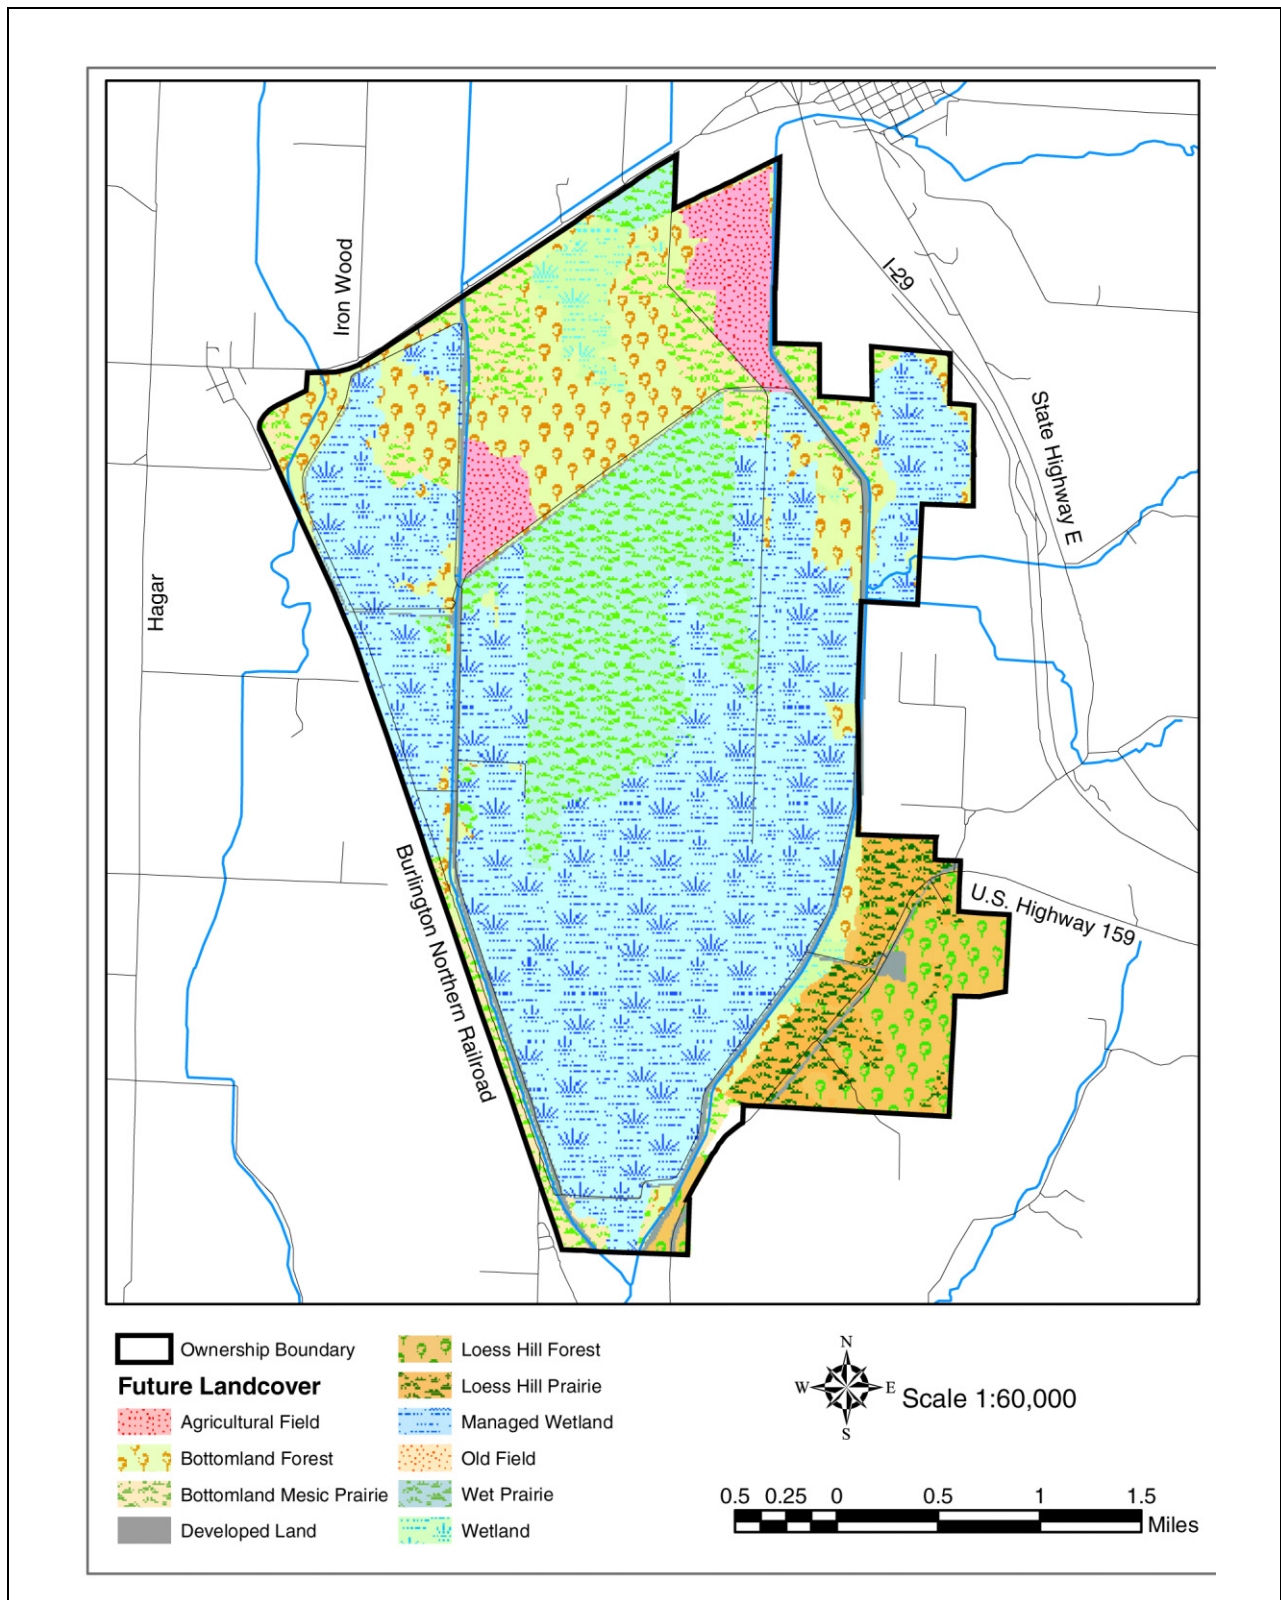 Iron Wood
I-29
State Highway E
Hagar
Burlington Northern Railroad
U.S. Highway 159
Ownership Boundary
Future Landcover
Agricultural Field
Bottomland Forest
Bottomland Mesic Prairie
Developed Land
Loess Hill Forest
Loess Hill Prairie
Managed Wetland
Old Field
Wet Prairie
Wetland
N
W E
S
Scale 1:60,000
0.5 0.25 0 0.5 1 1.5
Miles